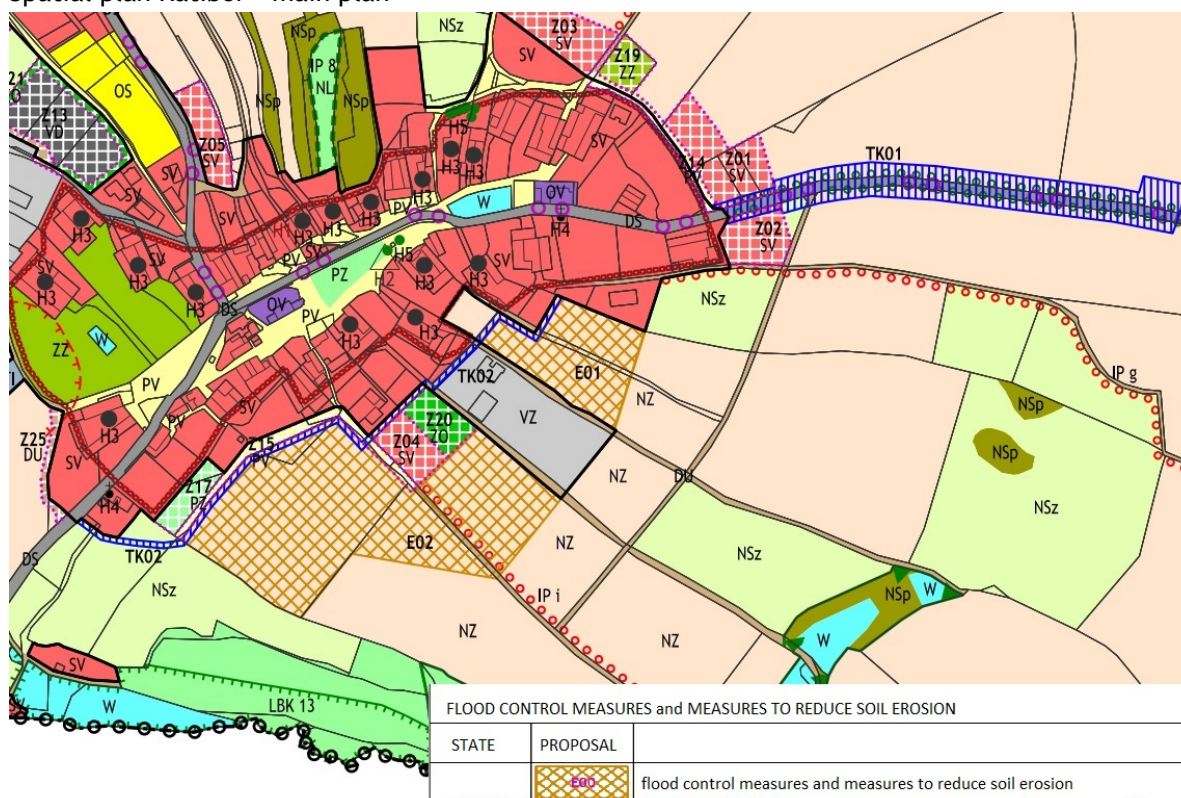 spatial plan Ratiboř – main plan
NSp
NSz
Z03
SV
SV
Z19
ZZ
IP 8
NL
NSp
NSp
OS
Z13
VD
Z05
SV
SV
H5
H3
H3
SV
Z14
Z01
SV
TK01
SV
SV
H3
H3
H3
H3
PV
W
OV
H4
DS
Z02
SV
H3
SV
SV
H3
H3
PV
SV
H5
PZ
H2
H3
H3
SV
H3
DS
OV
PV
NSz
ZZ
W
H3
H3
E01
IP g
PV
TK02
VZ
NZ
NSp
H3
PV
SV
Z20
ZO
Z04
SV
Z25
DU
SV
Z15
PV
NSp
NZ
DU
NSz
Z17
PZ
H4
TK02
E02
NZ
NSz
DS
NSz
IP i
NSp
W
W
NZ
NZ
SV
W
LBK 13
FLOOD CONTROL MEASURES and MEASURES TO REDUCE SOIL EROSION
STATE PROPOSAL
E00 flood control measures and measures to reduce soil erosion